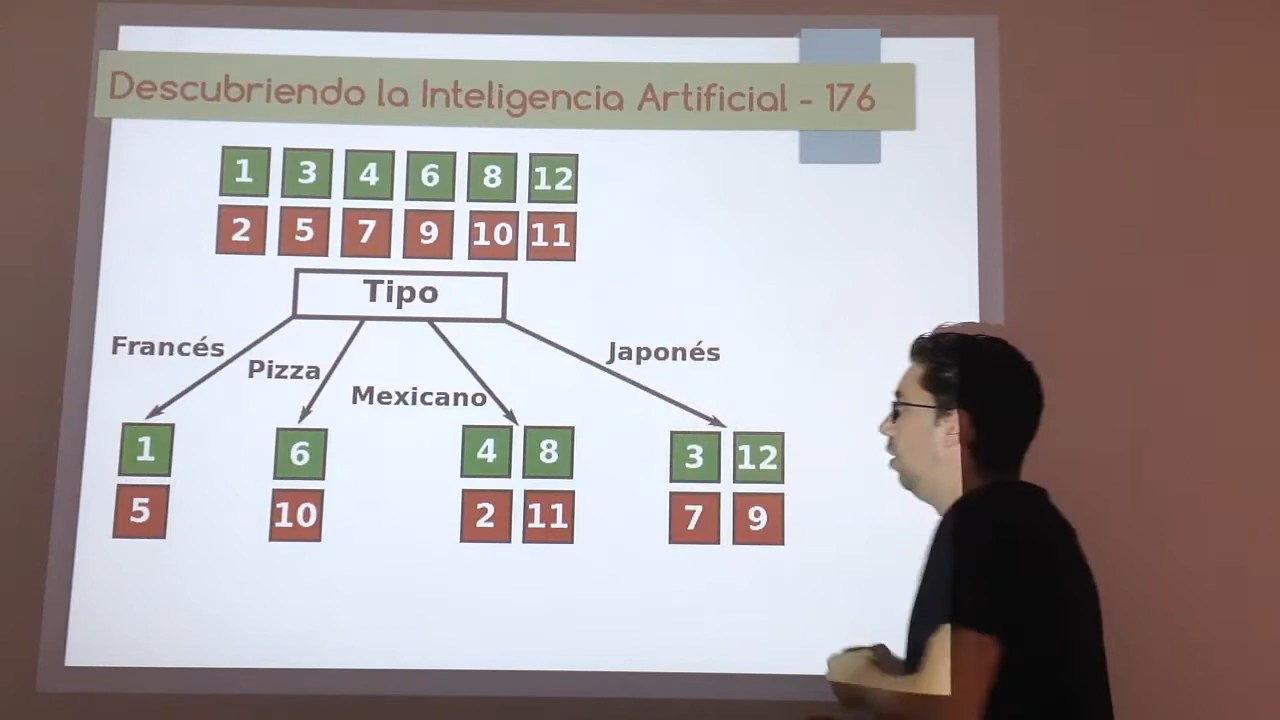 Descubriendo la Inteligencia Artificial - 176
1 3 4 6 8 12
2 5 7 9 10 11
Tipo
Francés
Pizza
Mexicano
Japonés
1 6 4 8 3 12
5 10 2 11 7 9